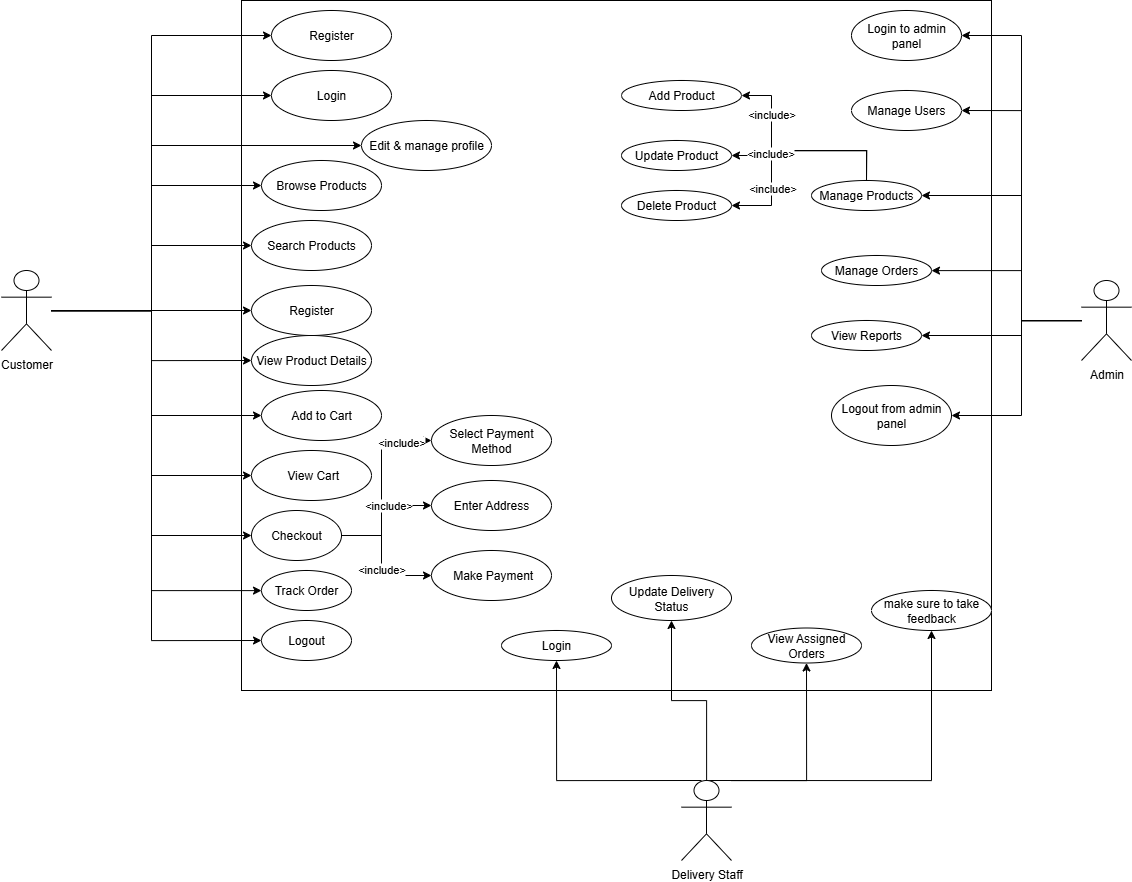 Register
Login
Edit & manage profile
Browse Products
Search Products
Register
View Product Details
Add to Cart
View Cart
Checkout
Track Order
Logout
Customer
<include>
<include>
<include>
Select Payment
Method
Enter Address
Make Payment
Add Product
Update Product
Delete Product
<include>
<include>
<include>
Login to admin
panel
Manage Users
Manage Products
Manage Orders
View Reports
Logout from admin
panel
Admin
Login
Update Delivery
Status
View Assigned
Orders
make sure to take
feedback
Delivery Staff